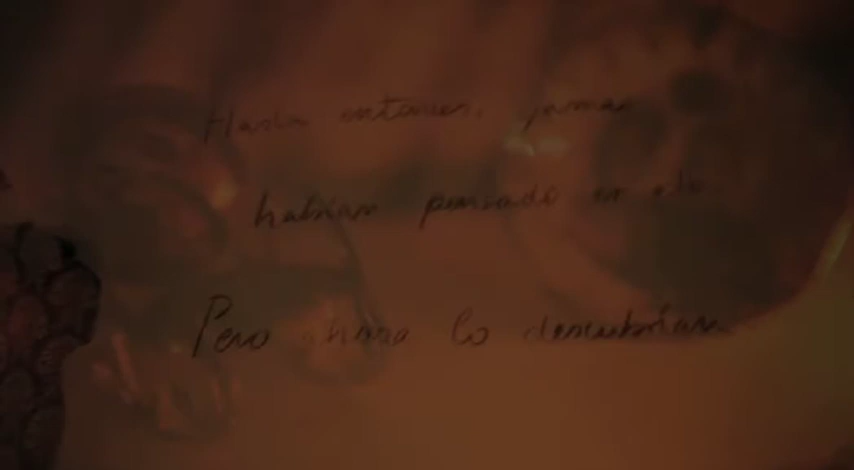 Hasta entonces, jamás
habían pensado en ello
Pero ahora lo descubrían